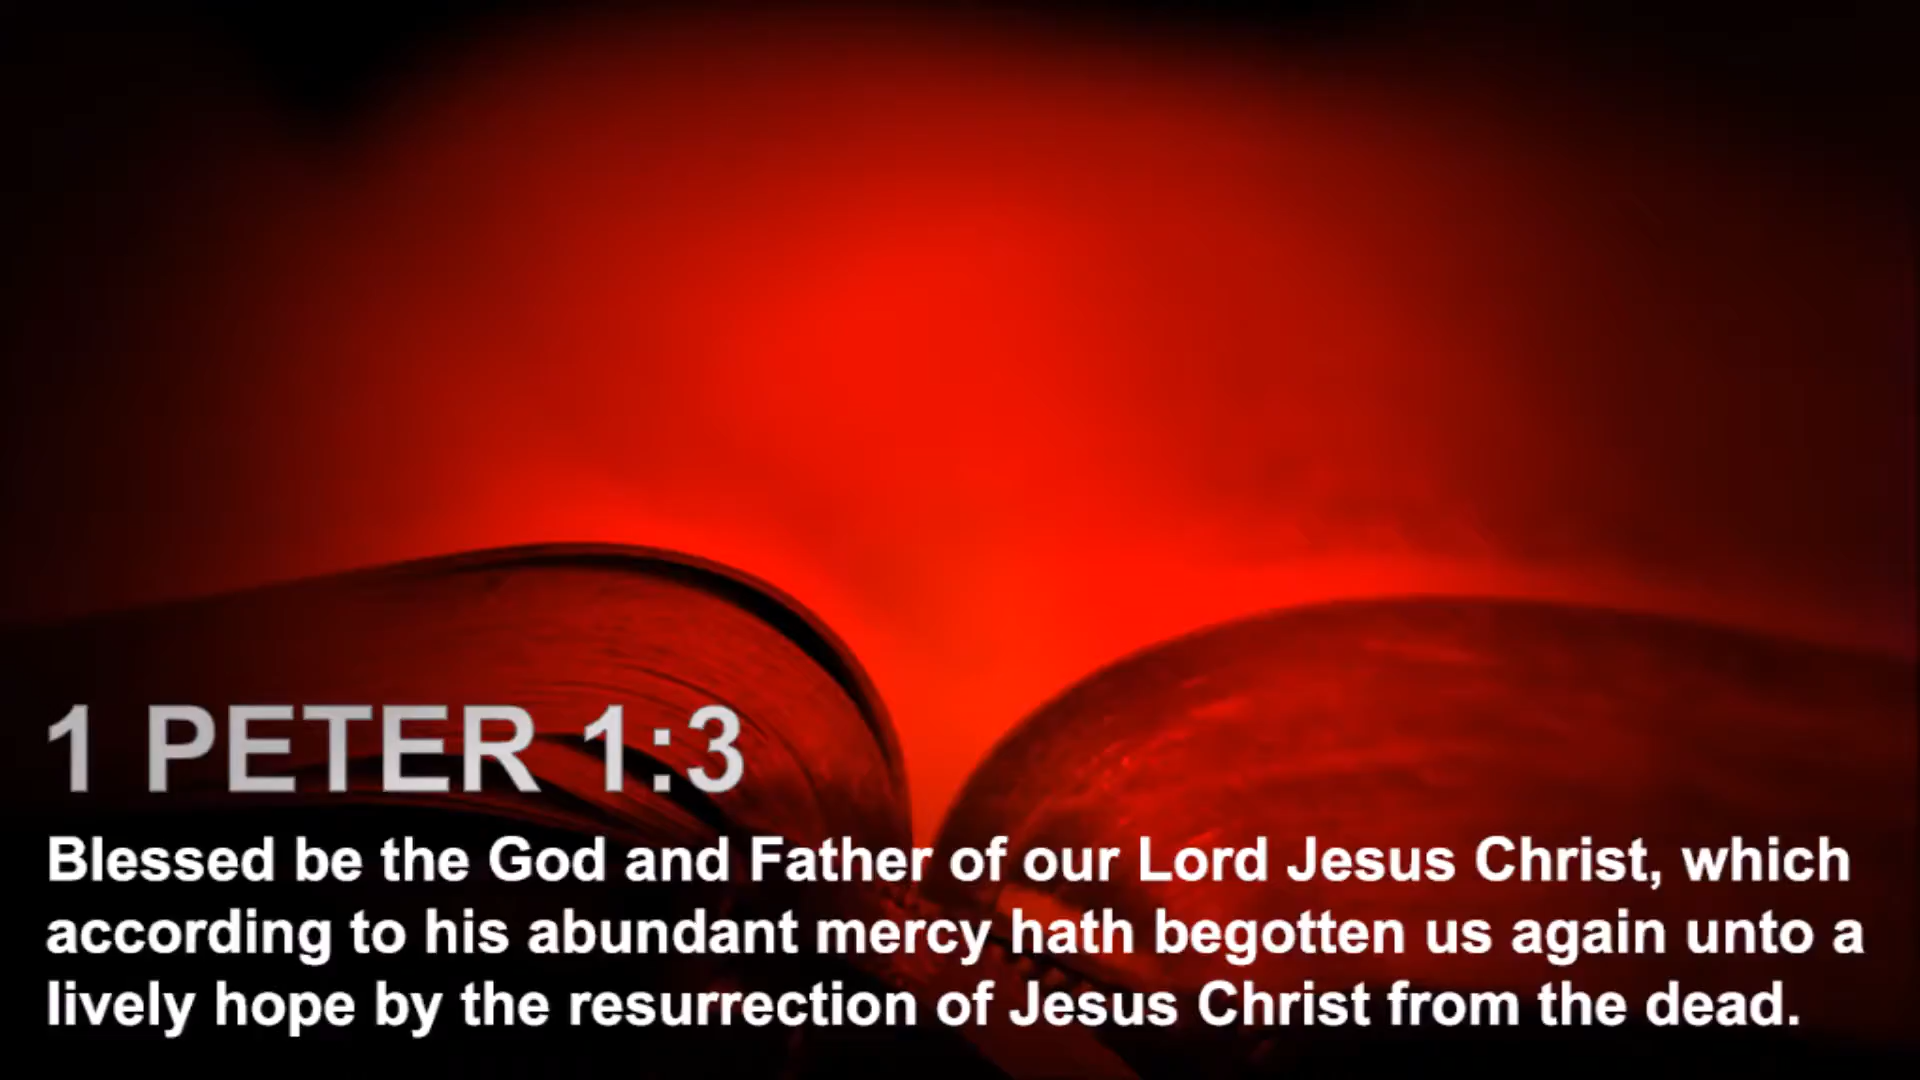 1 PETER 1:3
Blessed be the God and Father of our Lord Jesus Christ, which
according to his abundant mercy hath begotten us again unto a
lively hope by the resurrection of Jesus Christ from the dead.